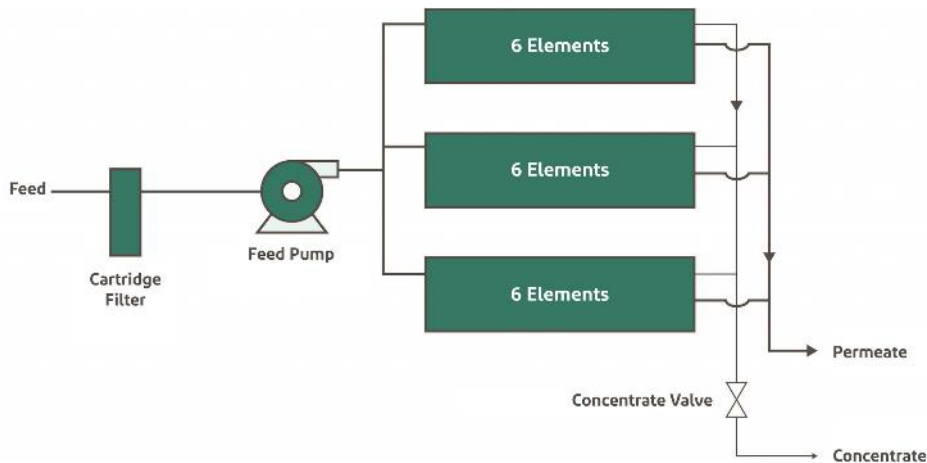 6 Elements
6 Elements
Feed
Feed Pump
Cartridge
Filter
6 Elements
Permeate
Concentrate Valve
Concentrate